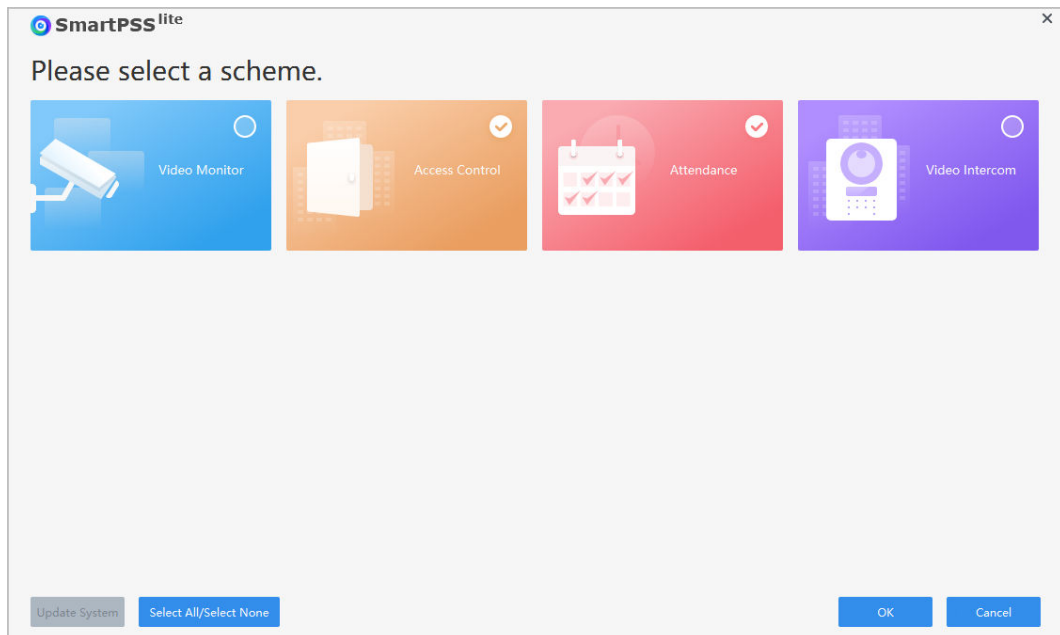 SmartPSS lite
Please select a scheme.
Video Monitor
Access Control
Attendance
Video Intercom
Update System
Select All/Select None
OK
Cancel